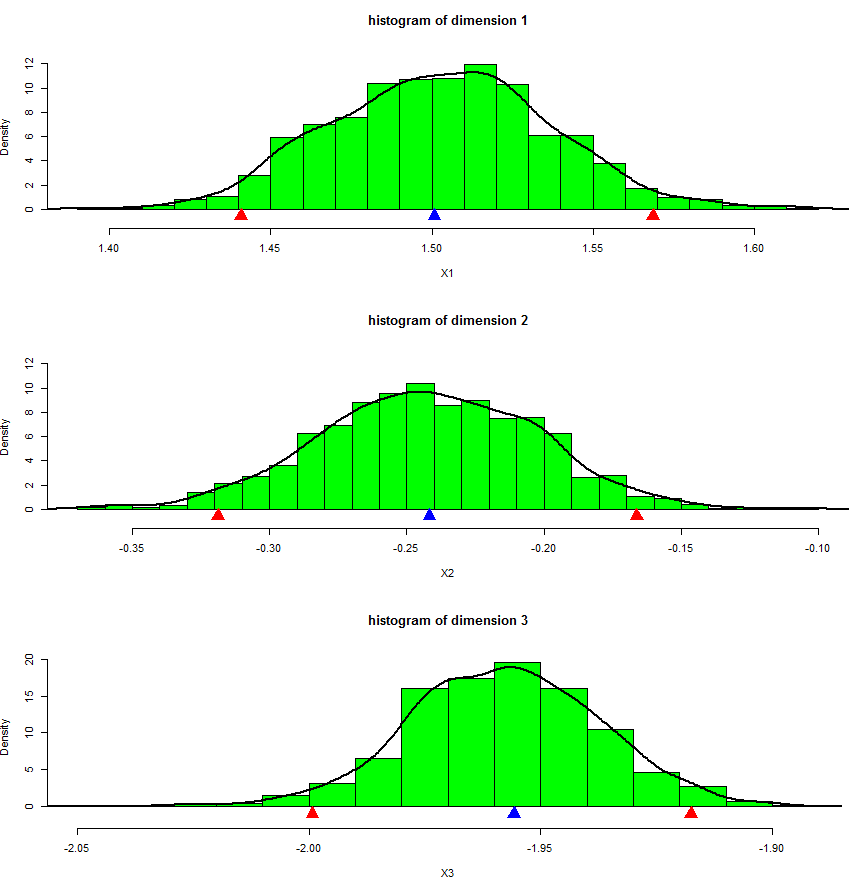 histogram of dimension 1
Density
0 2 4 6 8 10 12
1.40 1.45 1.50 1.55 1.60
X1
histogram of dimension 2
Density
0 2 4 6 8 10 12
-0.35 -0.30 -0.25 -0.20 -0.15 -0.10
X2
histogram of dimension 3
Density
0 5 10 15 20
-2.05 -2.00 -1.95 -1.90
X3